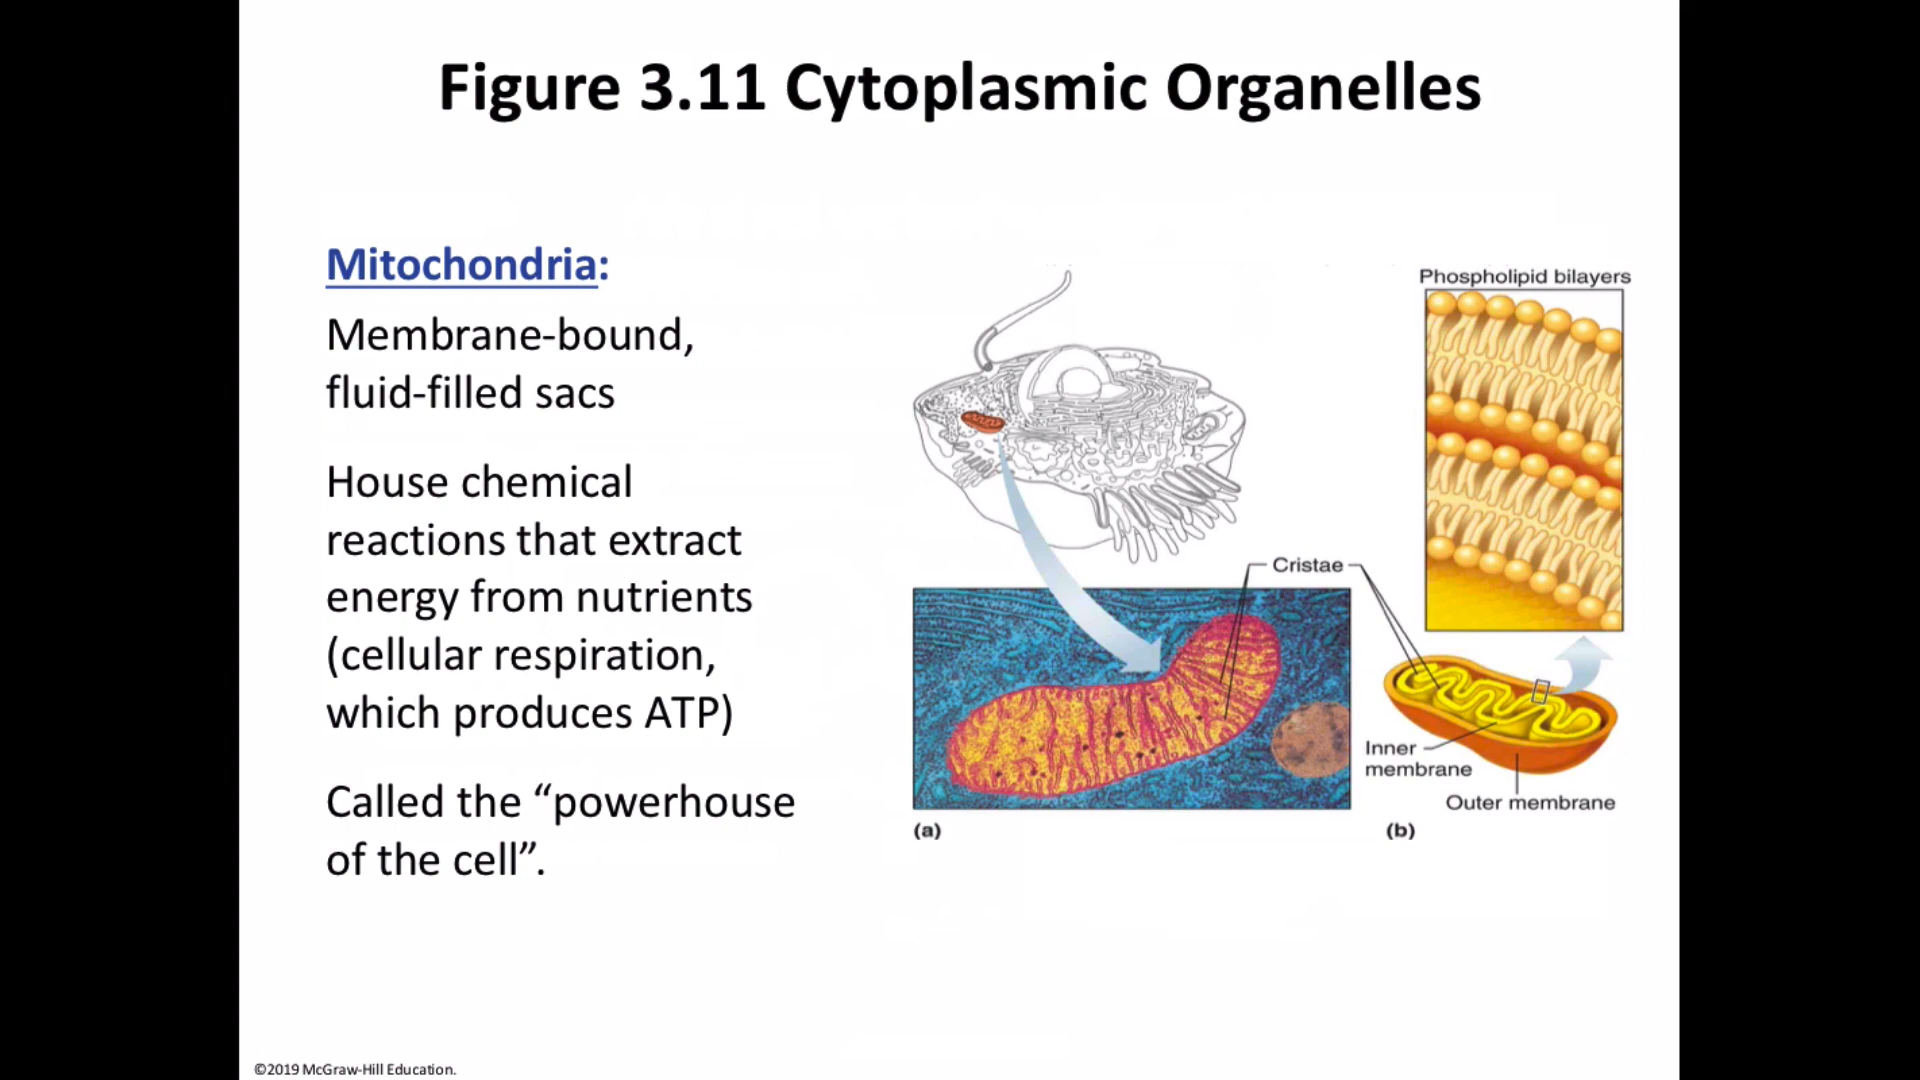 Figure 3.11 Cytoplasmic Organelles
Mitochondria:
Membrane-bound,
fluid-filled sacs
House chemical
reactions that extract
energy from nutrients
(cellular respiration,
which produces ATP)
Called the “powerhouse
of the cell”.
Phospholipid bilayers
Cristae
Inner
membrane
Outer membrane
(a)
(b)
©2019 McGraw-Hill Education.